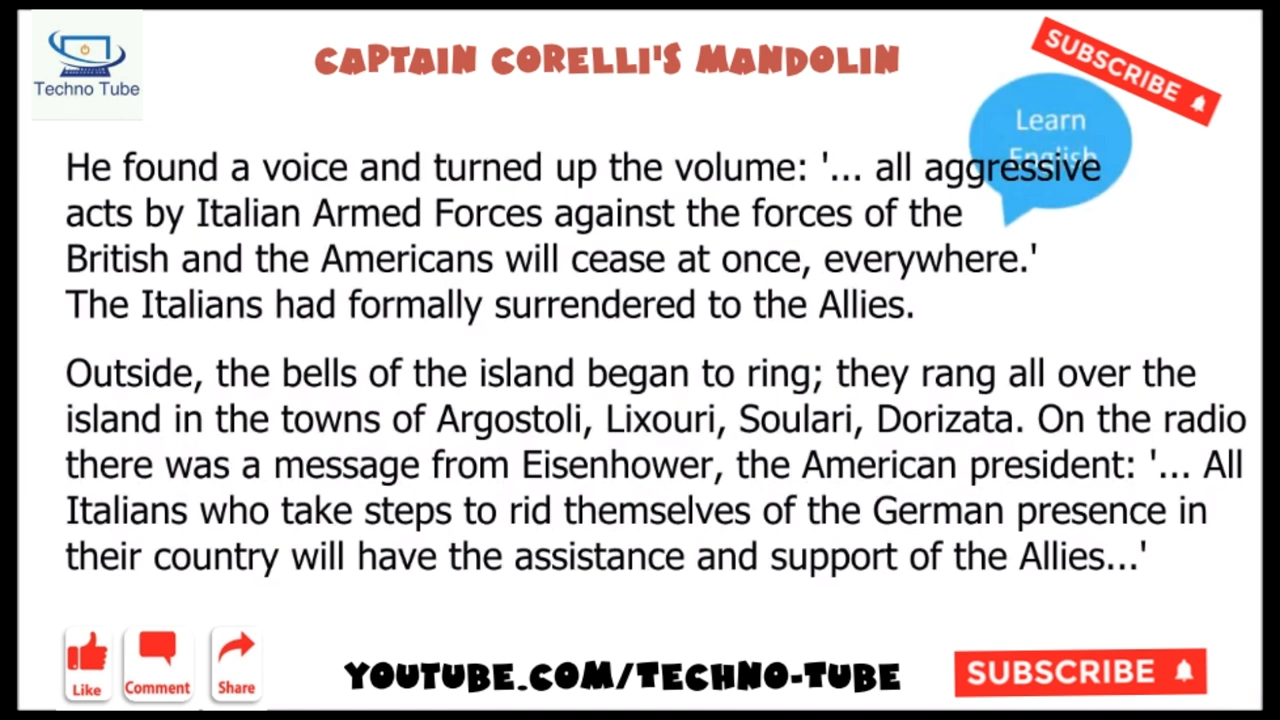 CAPTAIN CORELLI'S MANDOLIN
SUBSCRIBE
Techno Tube
Learn
English
He found a voice and turned up the volume: '... all aggressive
acts by Italian Armed Forces against the forces of the
British and the Americans will cease at once, everywhere.'
The Italians had formally surrendered to the Allies.
Outside, the bells of the island began to ring; they rang all over the
island in the towns of Argostoli, Lixouri, Soulari, Dorizata. On the radio
there was a message from Eisenhower, the American president: '... All
Italians who take steps to rid themselves of the German presence in
their country will have the assistance and support of the Allies...'
Like
Comment
Share
YOUTUBE.COM/TECHNO-TUBE
SUBSCRIBE